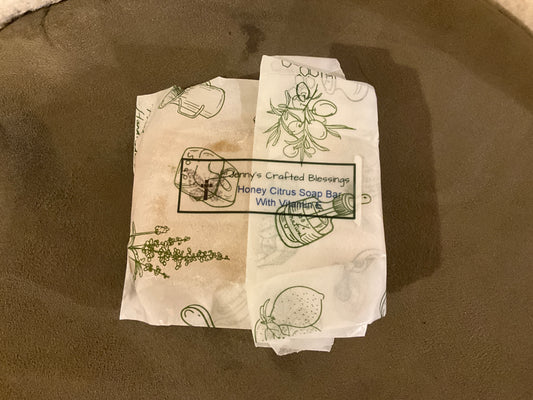 Jenny's Crafted Blessings
Honey Citrus Soap Bar
With Vitamin E